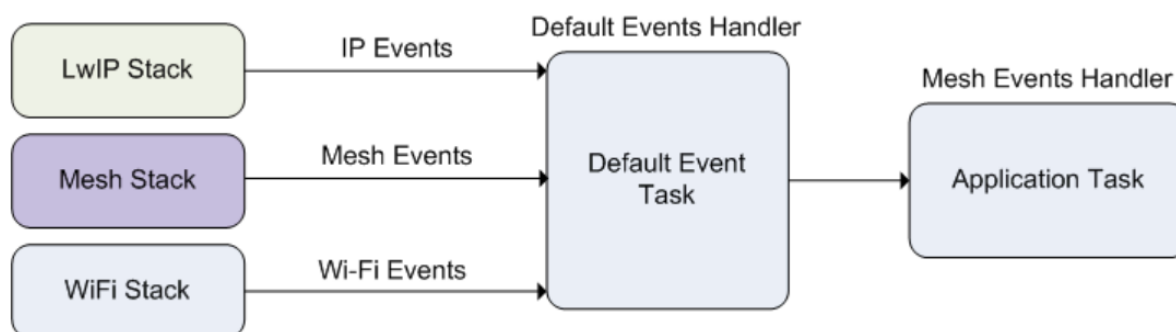 Default Events Handler
LwIP Stack
IP Events
Mesh Events Handler
Mesh Stack
Mesh Events
Default Event
Task
Application Task
WiFi Stack
Wi-Fi Events